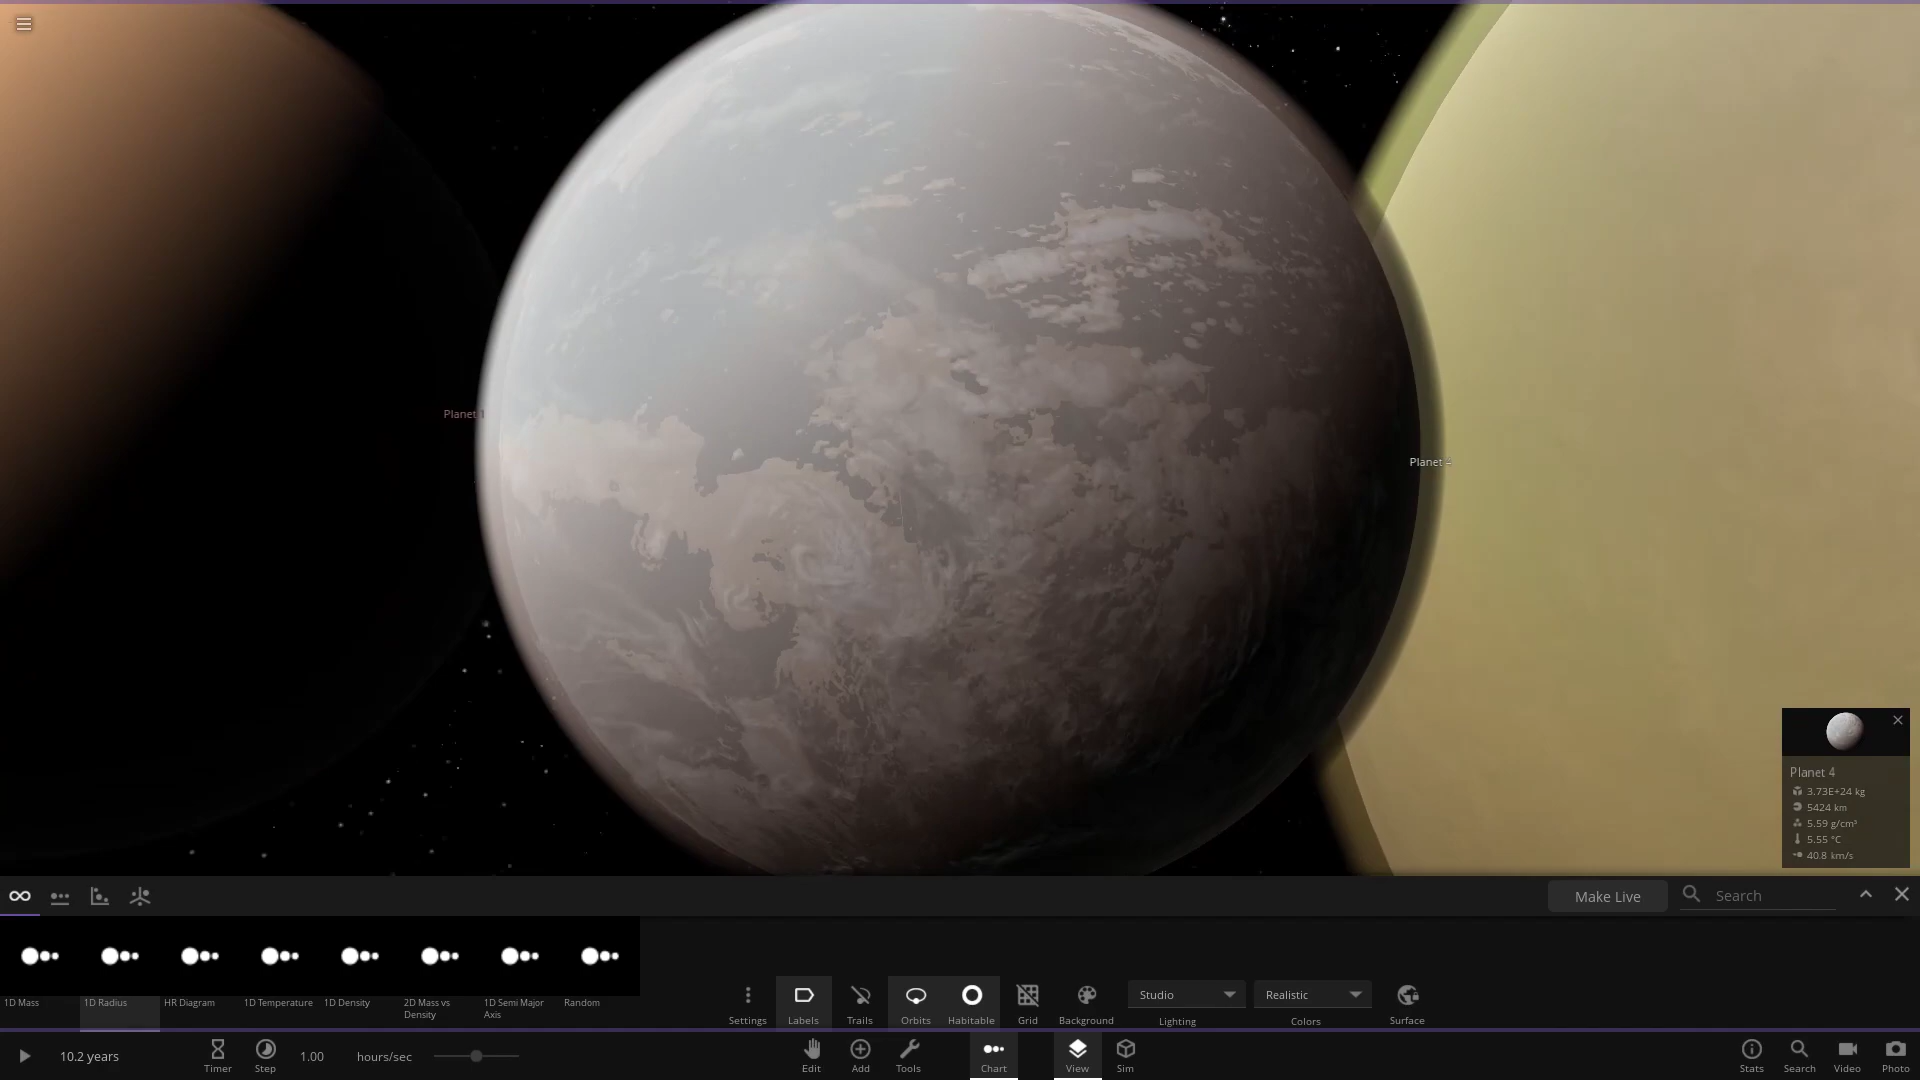 Planet 1
Planet
Planet 4
3.73E+24 kg
5424 km
5.59 g/cm³
5.55 °C
40.8 km/s
Make Live
Search
1D Mass
1D Radius
HR Diagram
1D Temperature
1D Density
2D Mass vs
Density
1D Semi Major
Axis
Random
Settings
Labels
Trails
Orbits
Habitable
Grid
Background
Studio
Lighting
Realistic
Colors
Surface
10.2 years
Timer
Step
1.00
hours/sec
Edit
Add
Tools
Chart
View
Sim
Stats
Search
Video
Photo